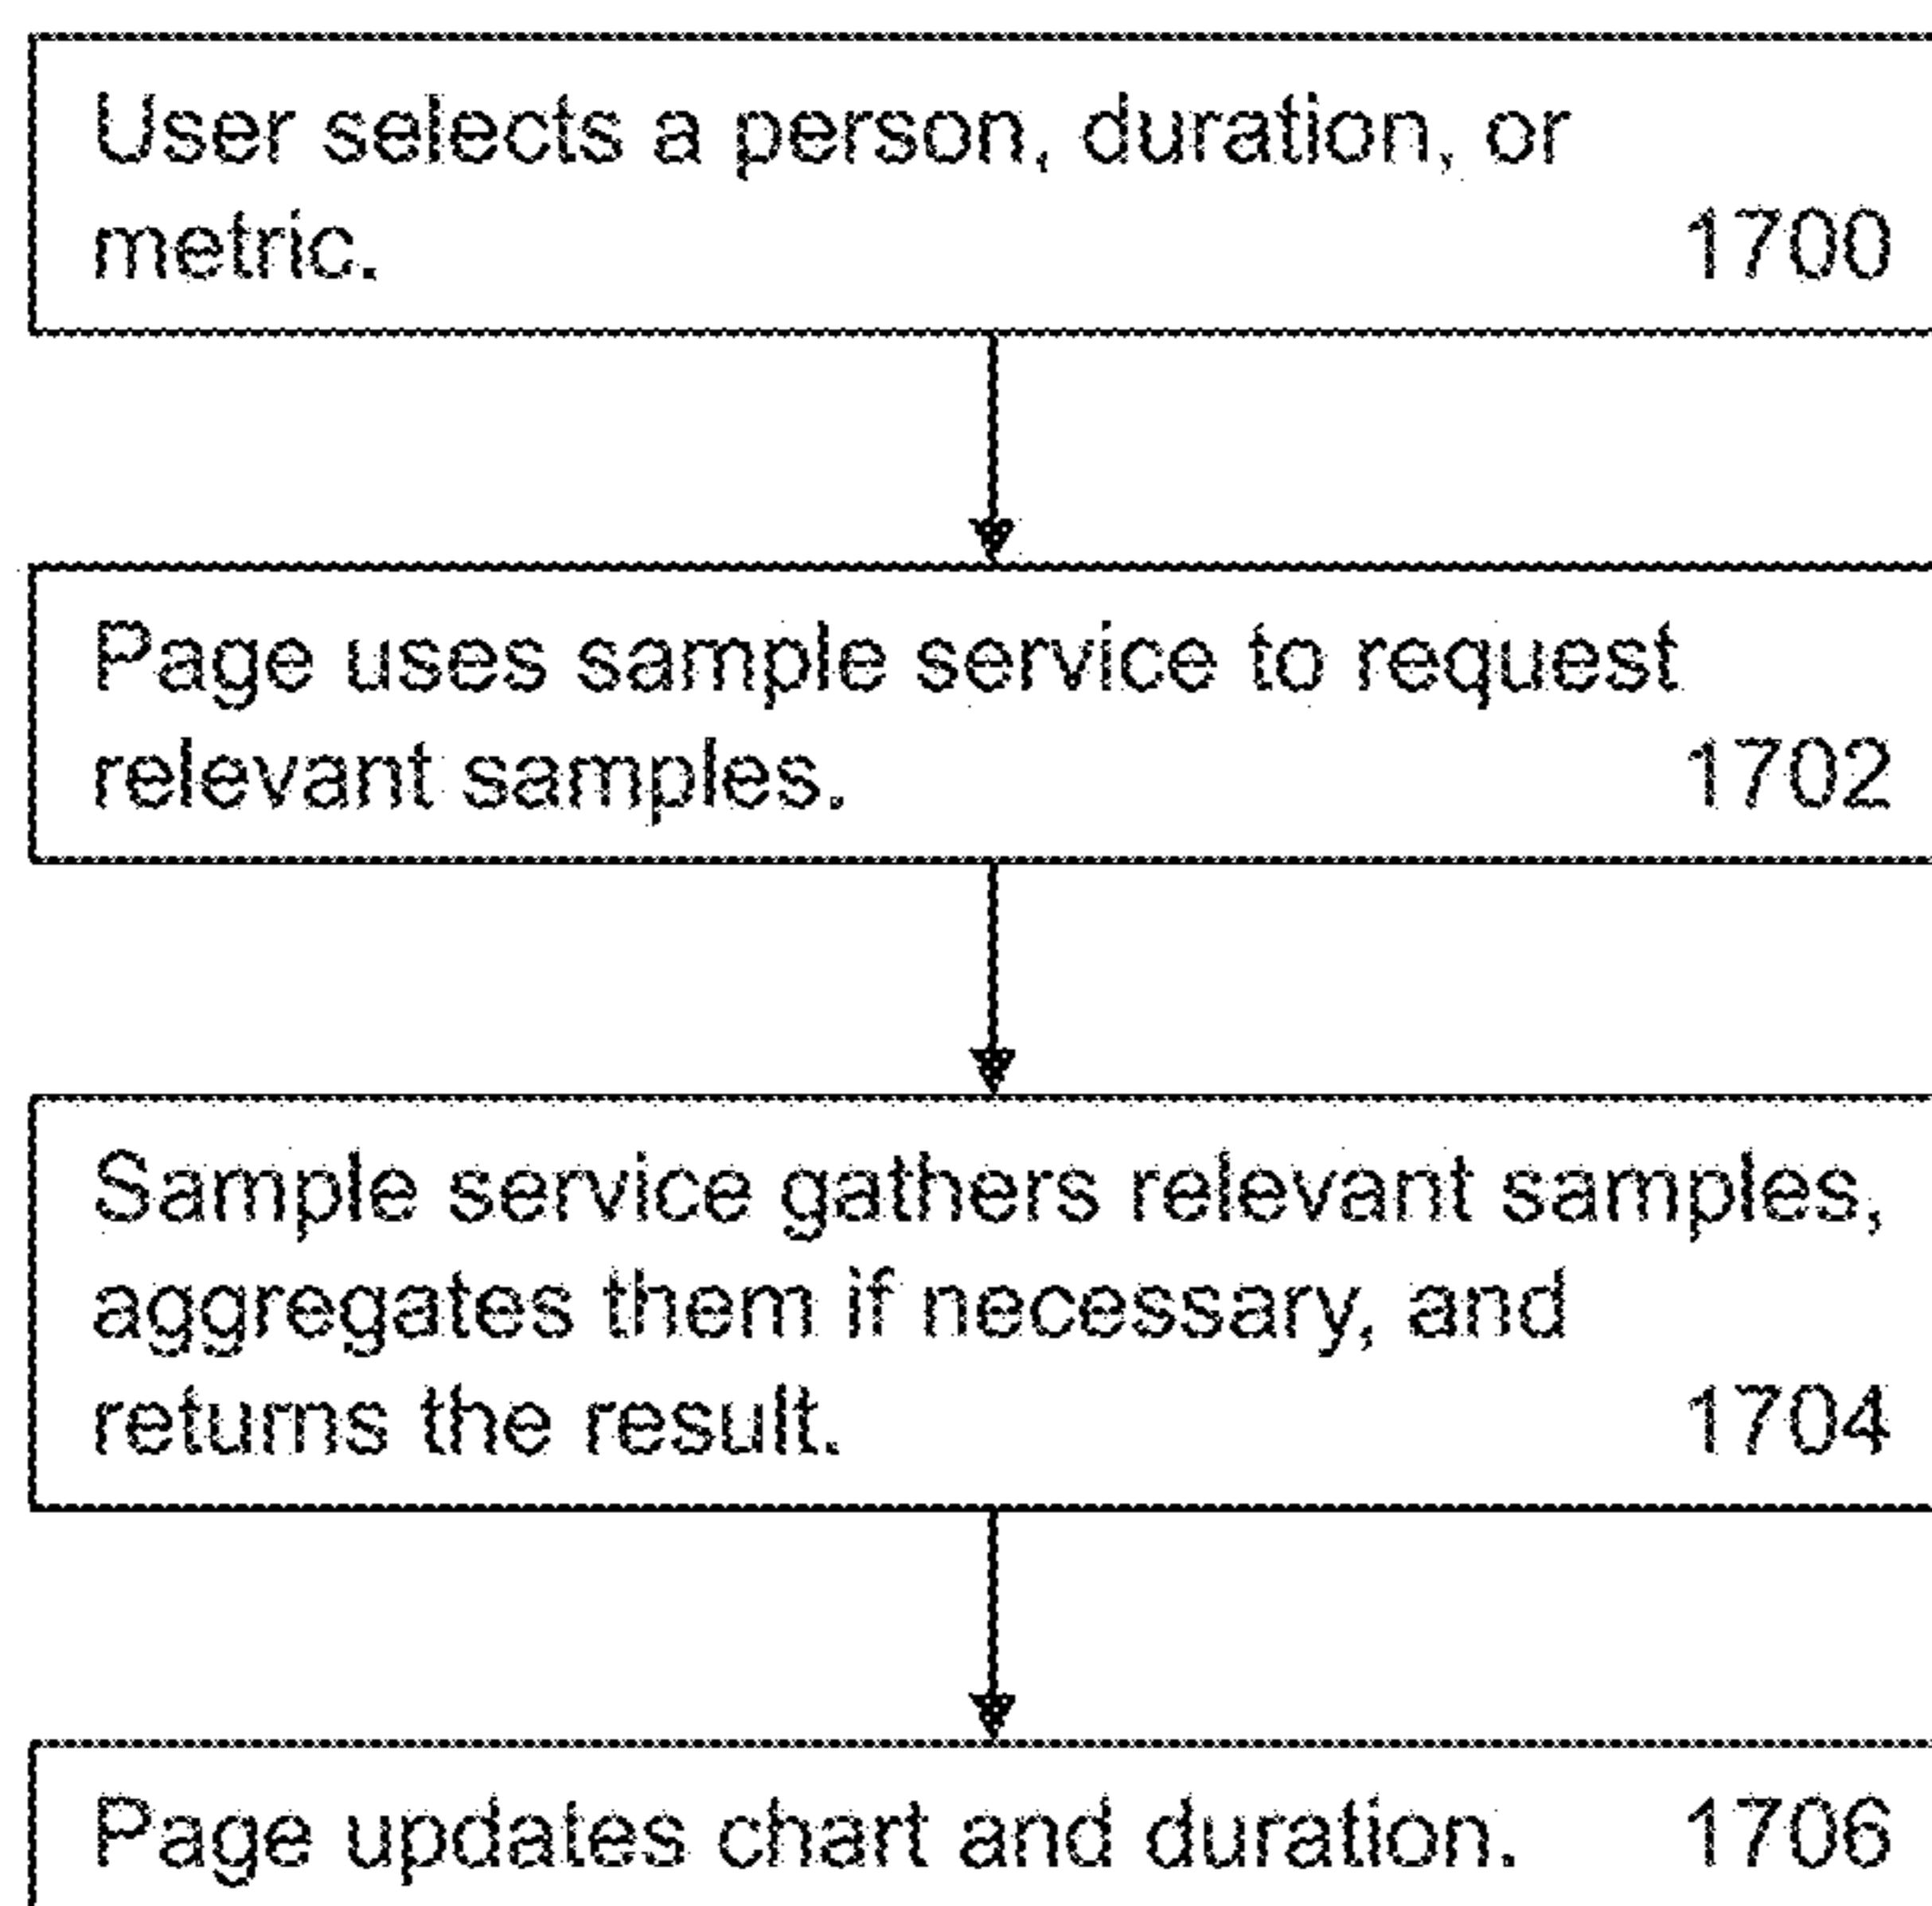 User selects a person, duration, or
metric. 1700
Page uses sample service to request
relevant samples. 1702
Sample service gathers relevant samples,
aggregates them if necessary, and
returns the result. 1704
Page updates chart and duration. 1706